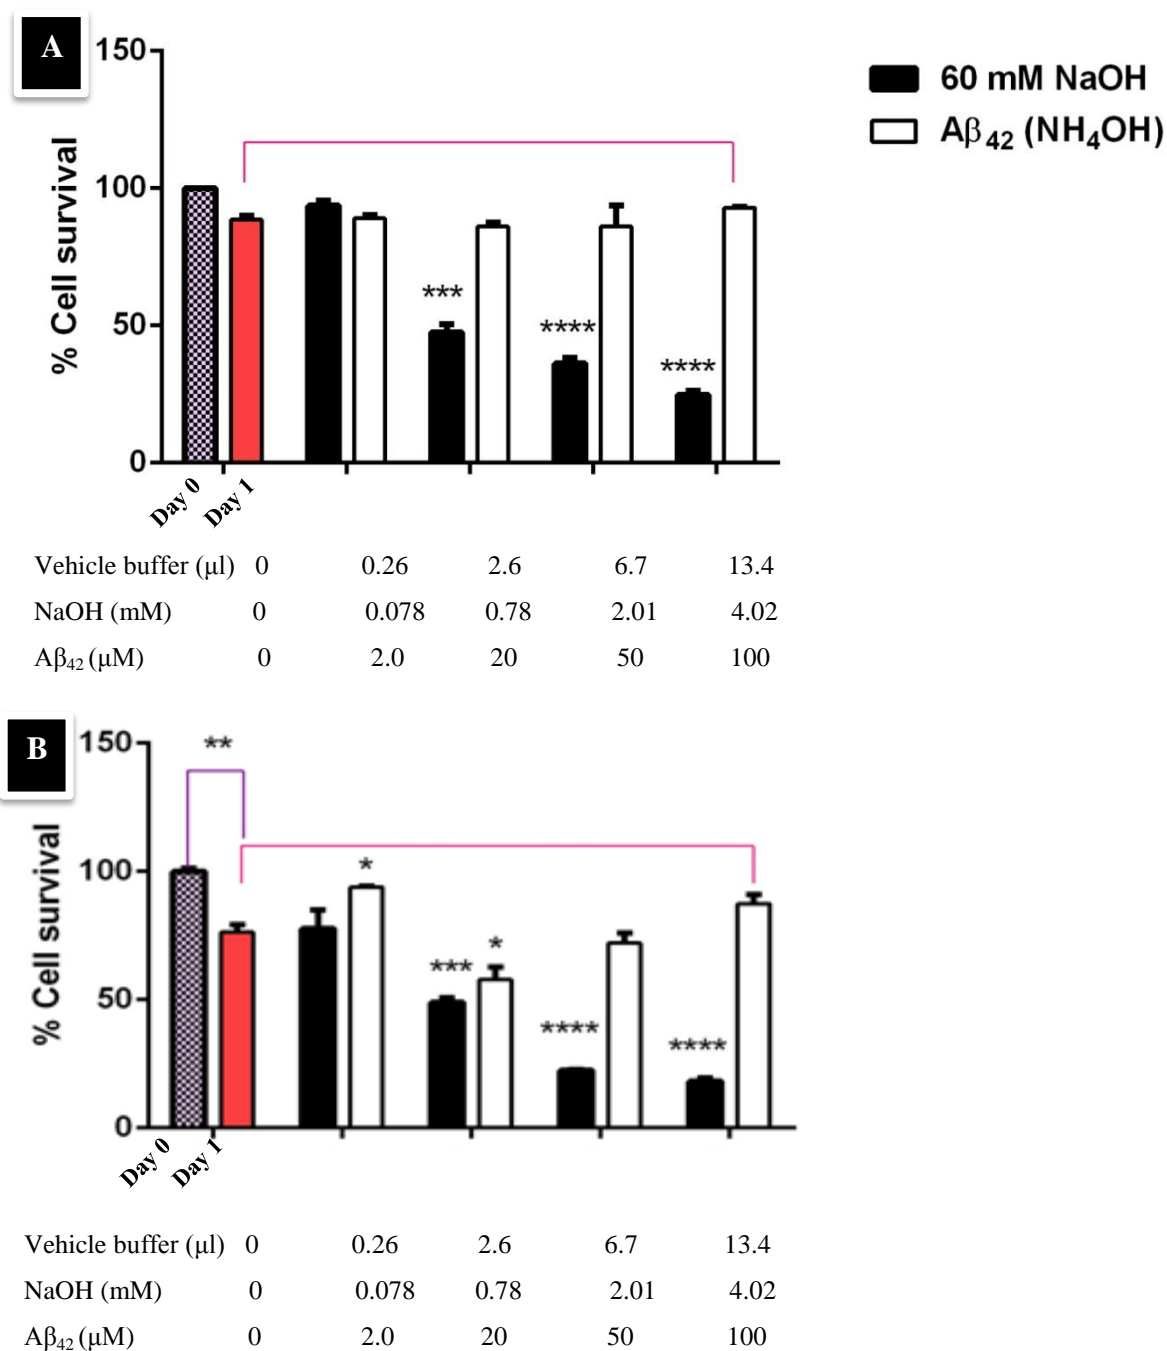 A
150
100
50
0
% Cell survival
60 mM NaOH
Aβ42 (NH4OH)
***
****
****
Day 0 Day 1
Vehicle buffer (μl) 0 0.26 2.6 6.7 13.4
NaOH (mM) 0 0.078 0.78 2.01 4.02
Aβ42 (μM) 0 2.0 20 50 100
B
150
100
50
0
% Cell survival
**
*
***
*
****
****
Day 0 Day 1
Vehicle buffer (μl) 0 0.26 2.6 6.7 13.4
NaOH (mM) 0 0.078 0.78 2.01 4.02
Aβ42 (μM) 0 2.0 20 50 100